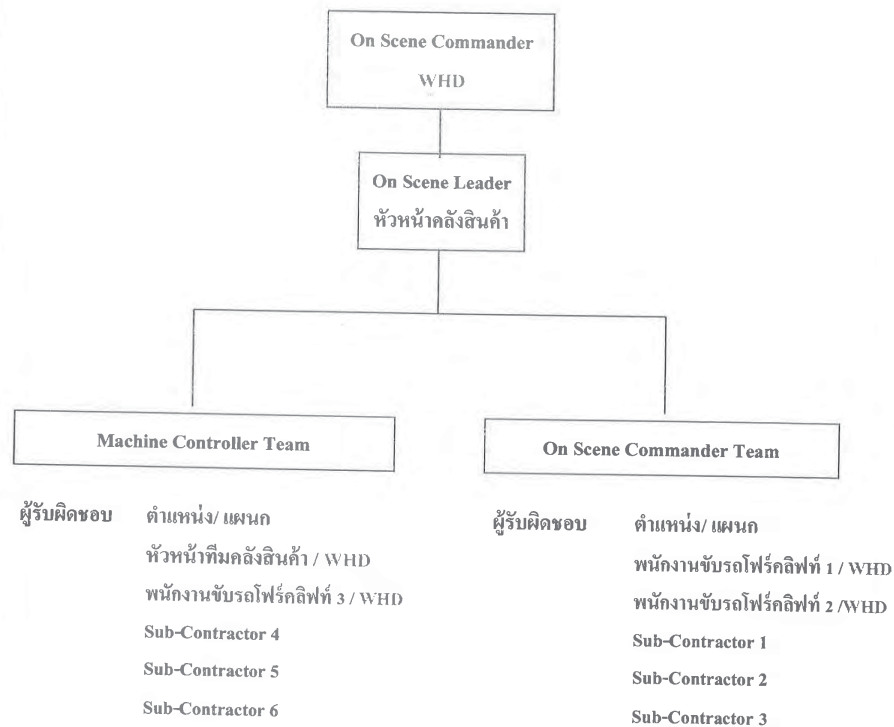 On Scene Commander
WHD
On Scene Leader
หัวหน้าคลังสินค้า
Machine Controller Team
On Scene Commander Team
ผู้รับผิดชอบ ตำแหน่ง/ แผนก
หัวหน้าทีมคลังสินค้า / WHD
พนักงานขับรถโฟร์คลิฟท์ 3 / WHD
Sub-Contractor 4
Sub-Contractor 5
Sub-Contractor 6
ผู้รับผิดชอบ ตำแหน่ง/ แผนก
พนักงานขับรถโฟร์คลิฟท์ 1 / WHD
พนักงานขับรถโฟร์คลิฟท์ 2 /WHD
Sub-Contractor 1
Sub-Contractor 2
Sub-Contractor 3